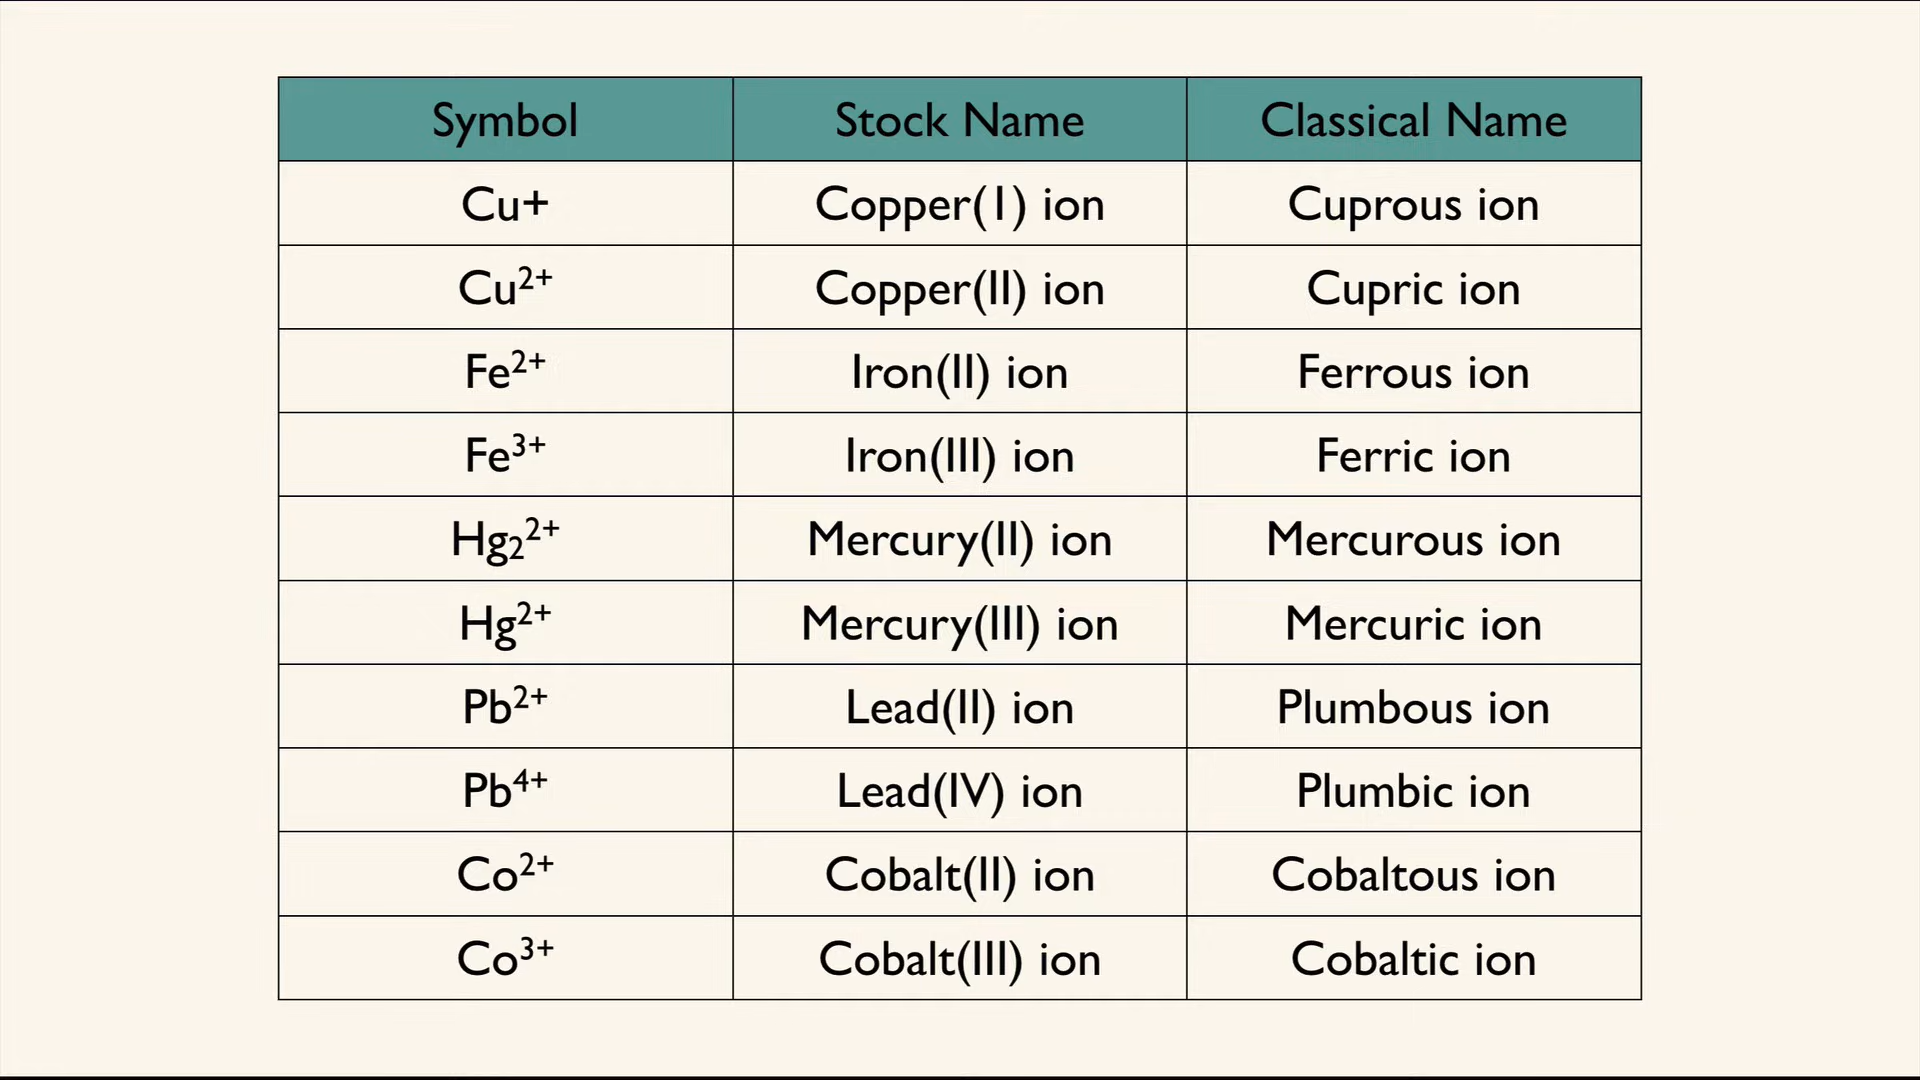 Symbol Stock Name Classical Name
Cu+ Copper(1) ion Cuprous ion
Cu²⁺ Copper(II) ion Cupric ion
Fe²⁺ Iron(II) ion Ferrous ion
Fe³⁺ Iron(III) ion Ferric ion
Hg₂²⁺ Mercury(II) ion Mercurous ion
Hg²⁺ Mercury(III) ion Mercuric ion
Pb²⁺ Lead(II) ion Plumbous ion
Pb⁴⁺ Lead(IV) ion Plumbic ion
Co²⁺ Cobalt(II) ion Cobaltous ion
Co³⁺ Cobalt(III) ion Cobaltic ion